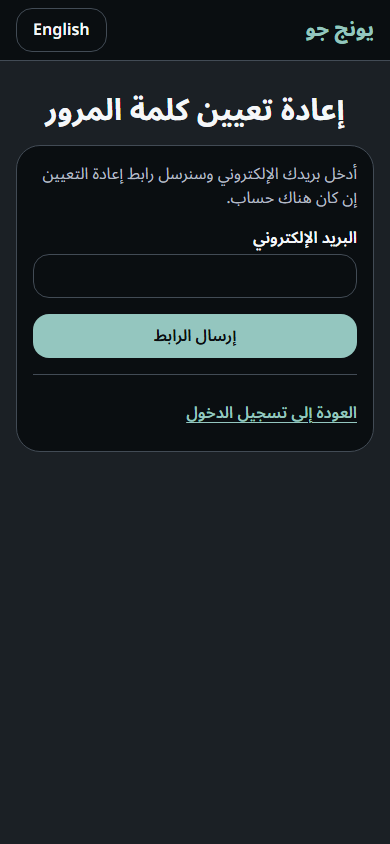 يونج جو
English
إعادة تعيين كلمة المرور
أدخل بريدك الإلكتروني وسنرسل رابط إعادة التعيين
إن كان هناك حساب.
البريد الإلكتروني
إرسال الرابط
العودة إلى تسجيل الدخول